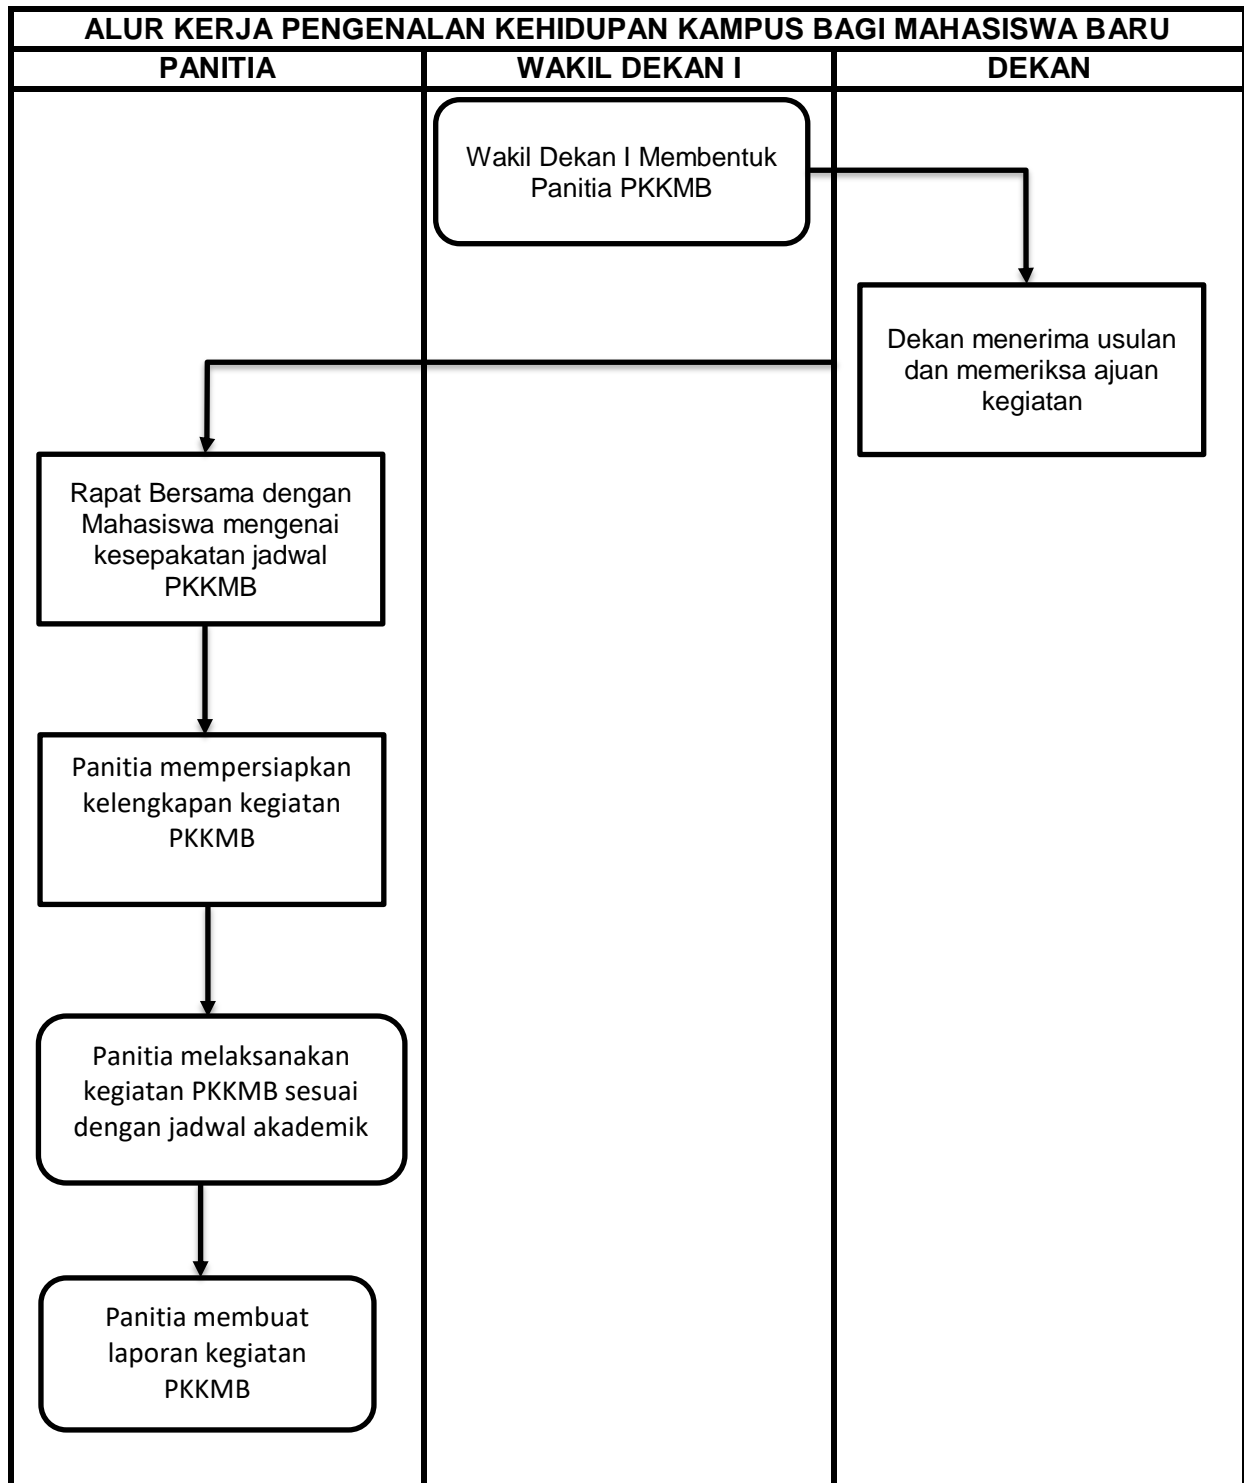 ALUR KERJA PENGENALAN KEHIDUPAN KAMPUS BAGI MAHASISWA BARU
PANITIA
WAKIL DEKAN I
DEKAN
Wakil Dekan I Membentuk
Panitia PKKMB
Dekan menerima usulan
dan memeriksa ajuan
kegiatan
Rapat Bersama dengan
Mahasiswa mengenai
kesepakatan jadwal
PKKMB
Panitia mempersiapkan
kelengkapan kegiatan
PKKMB
Panitia melaksanakan
kegiatan PKKMB sesuai
dengan jadwal akademik
Panitia membuat
laporan kegiatan
PKKMB